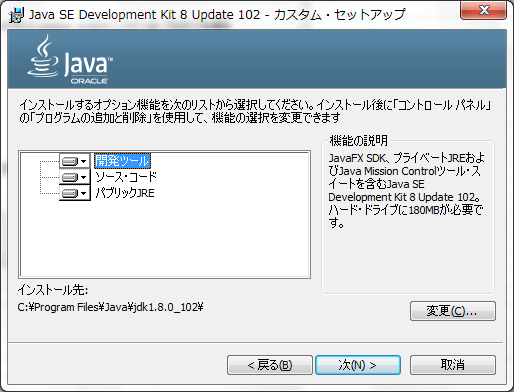 Java SE Development Kit 8 Update 102 - カスタム・セットアップ
Java™
ORACLE
インストールするオプション機能を次のリストから選択してください。インストール後に「コントロール パネル」
の「プログラムの追加と削除」を使用して、機能の選択を変更できます
開発ツール
ソース・コード
パブリックJRE
機能の説明
JavaFX SDK、プライベートJREおよ
びJava Mission Controlツール・ス
イートを含むJava SE
Development Kit 8 Update 102。
ハード・ドライブに180MBが必要で
す。
インストール先:
C:¥Program Files¥Java¥jdk1.8.0_102¥
変更(C)...
< 戻る(B)
次(N) >
取消